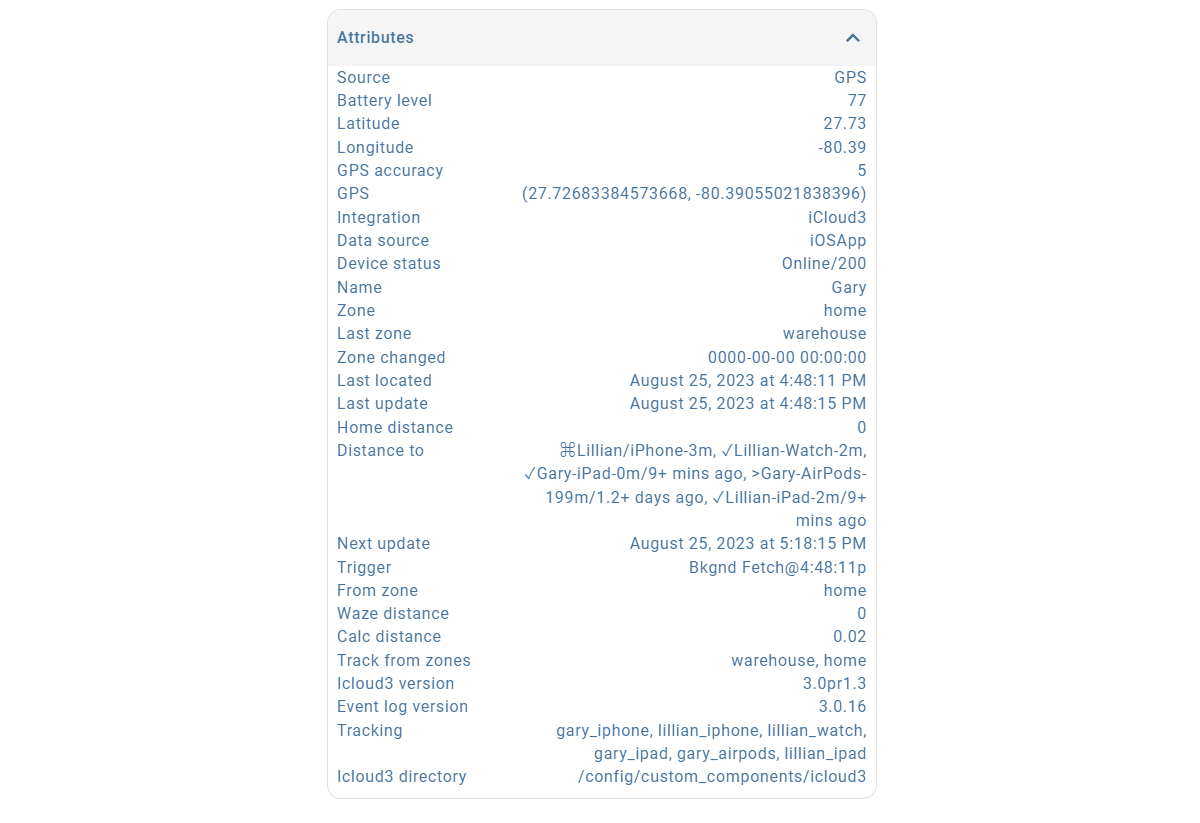 Attributes
Source GPS
Battery level 77
Latitude 27.73
Longitude -80.39
GPS accuracy 5
GPS (27.72683384573668, -80.39055021838396)
Integration iCloud3
Data source iOSApp
Device status Online/200
Name Gary
Zone home
Last zone warehouse
Zone changed 0000-00-00 00:00:00
Last located August 25, 2023 at 4:48:11 PM
Last update August 25, 2023 at 4:48:15 PM
Home distance 0
Distance to ⌘Lillian/iPhone-3m, ✓Lillian-Watch-2m,
✓Gary-iPad-0m/9+ mins ago, >Gary-AirPods-
199m/1.2+ days ago, ✓Lillian-iPad-2m/9+
mins ago
Next update August 25, 2023 at 5:18:15 PM
Trigger Bkgnd Fetch@4:48:11p
From zone home
Waze distance 0
Calc distance 0.02
Track from zones warehouse, home
Icloud3 version 3.0pr1.3
Event log version 3.0.16
Tracking gary_iphone, lillian_iphone, lillian_watch,
gary_ipad, gary_airpods, lillian_ipad
Icloud3 directory /config/custom_components/icloud3